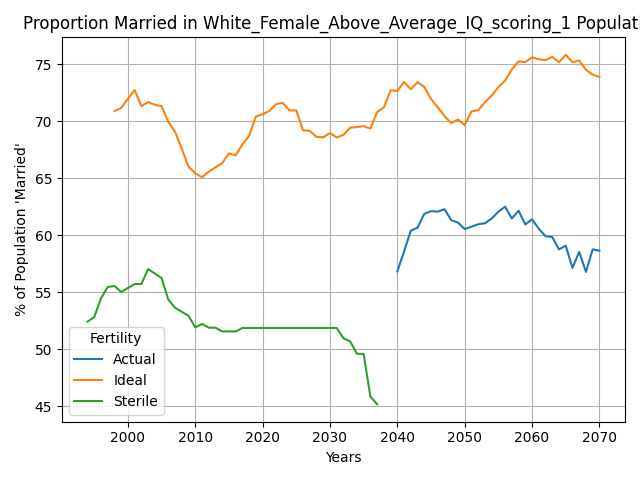 Proportion Married in White_Female_Above_Average_IQ_scoring_1 Populati
% of Population 'Married'
75
70
65
60
55
50
45
Fertility
Actual
Ideal
Sterile
2000 2010 2020 2030 2040 2050 2060 2070
Years